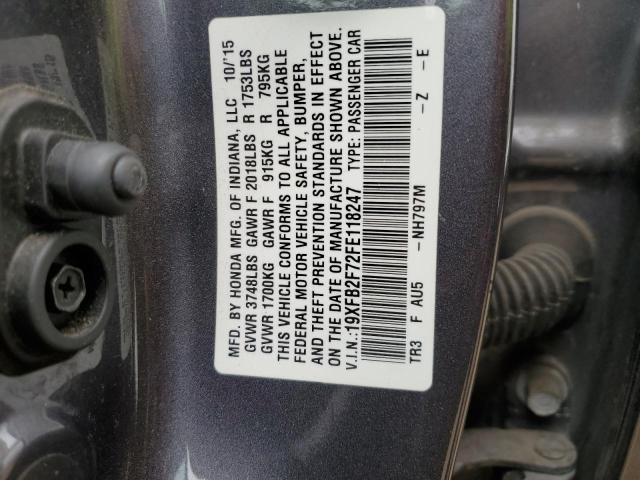 MFD. BY HONDA MFG. OF INDIANA, LLC 10/'15
GVWR 3748LBS GAWR F 2018LBS R 1753LBS
GVWR 1700KG GAWR F 915KG R 795KG
THIS VEHICLE CONFORMS TO ALL APPLICABLE
FEDERAL MOTOR VEHICLE SAFETY, BUMPER,
AND THEFT PREVENTION STANDARDS IN EFFECT
ON THE DATE OF MANUFACTURE SHOWN ABOVE.
V.I.N.:19XFB2F72FE118247 TYPE: PASSENGER CAR
TR3 F AU5 -NH797M -Z -E